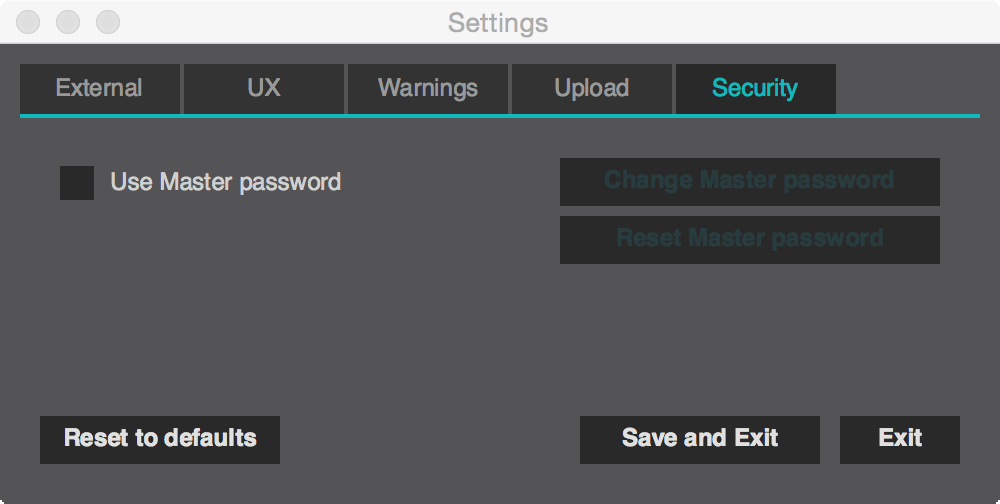 Settings
External
UX
Warnings
Upload
Security
Use Master password
Change Master password
Reset Master password
Reset to defaults
Save and Exit
Exit